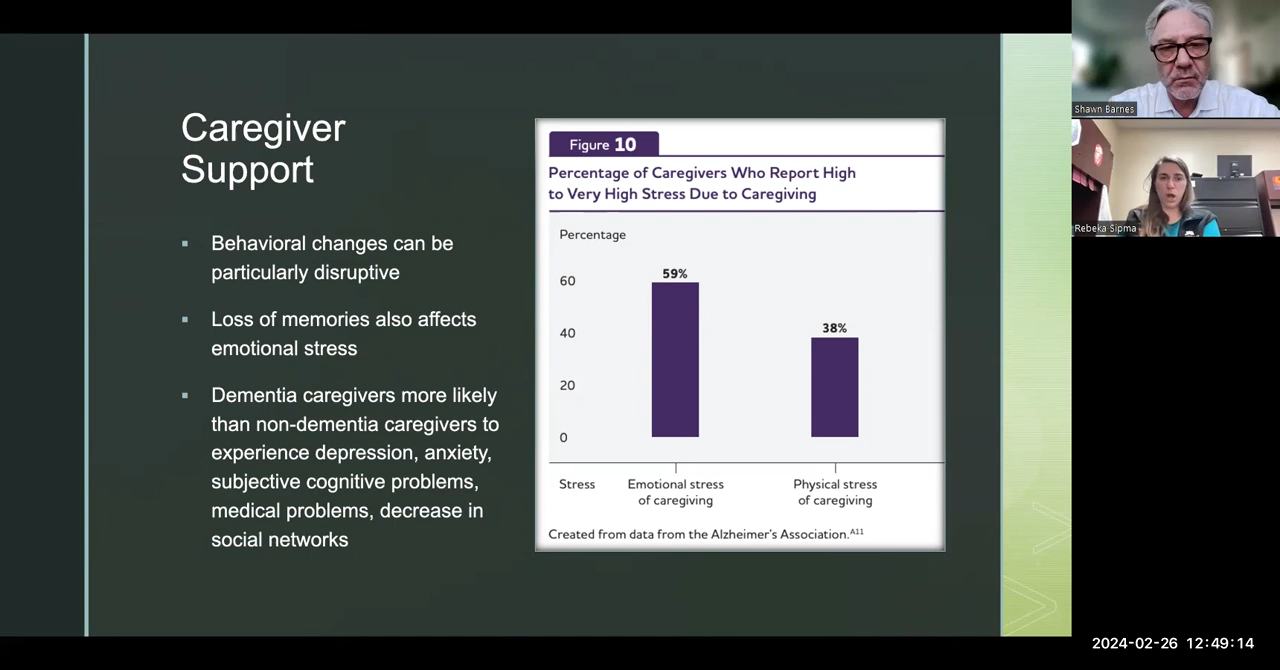 Caregiver
Support
▪ Behavioral changes can be
particularly disruptive
▪ Loss of memories also affects
emotional stress
▪ Dementia caregivers more likely
than non-dementia caregivers to
experience depression, anxiety,
subjective cognitive problems,
medical problems, decrease in
social networks
Figure 10
Percentage of Caregivers Who Report High
to Very High Stress Due to Caregiving
Percentage
60
40
20
0
59%
38%
Stress
Emotional stress
of caregiving
Physical stress
of caregiving
Created from data from the Alzheimer's Association.A11
Shawn Barnes
Rebeka Sipma
2024-02-26 12:49:14